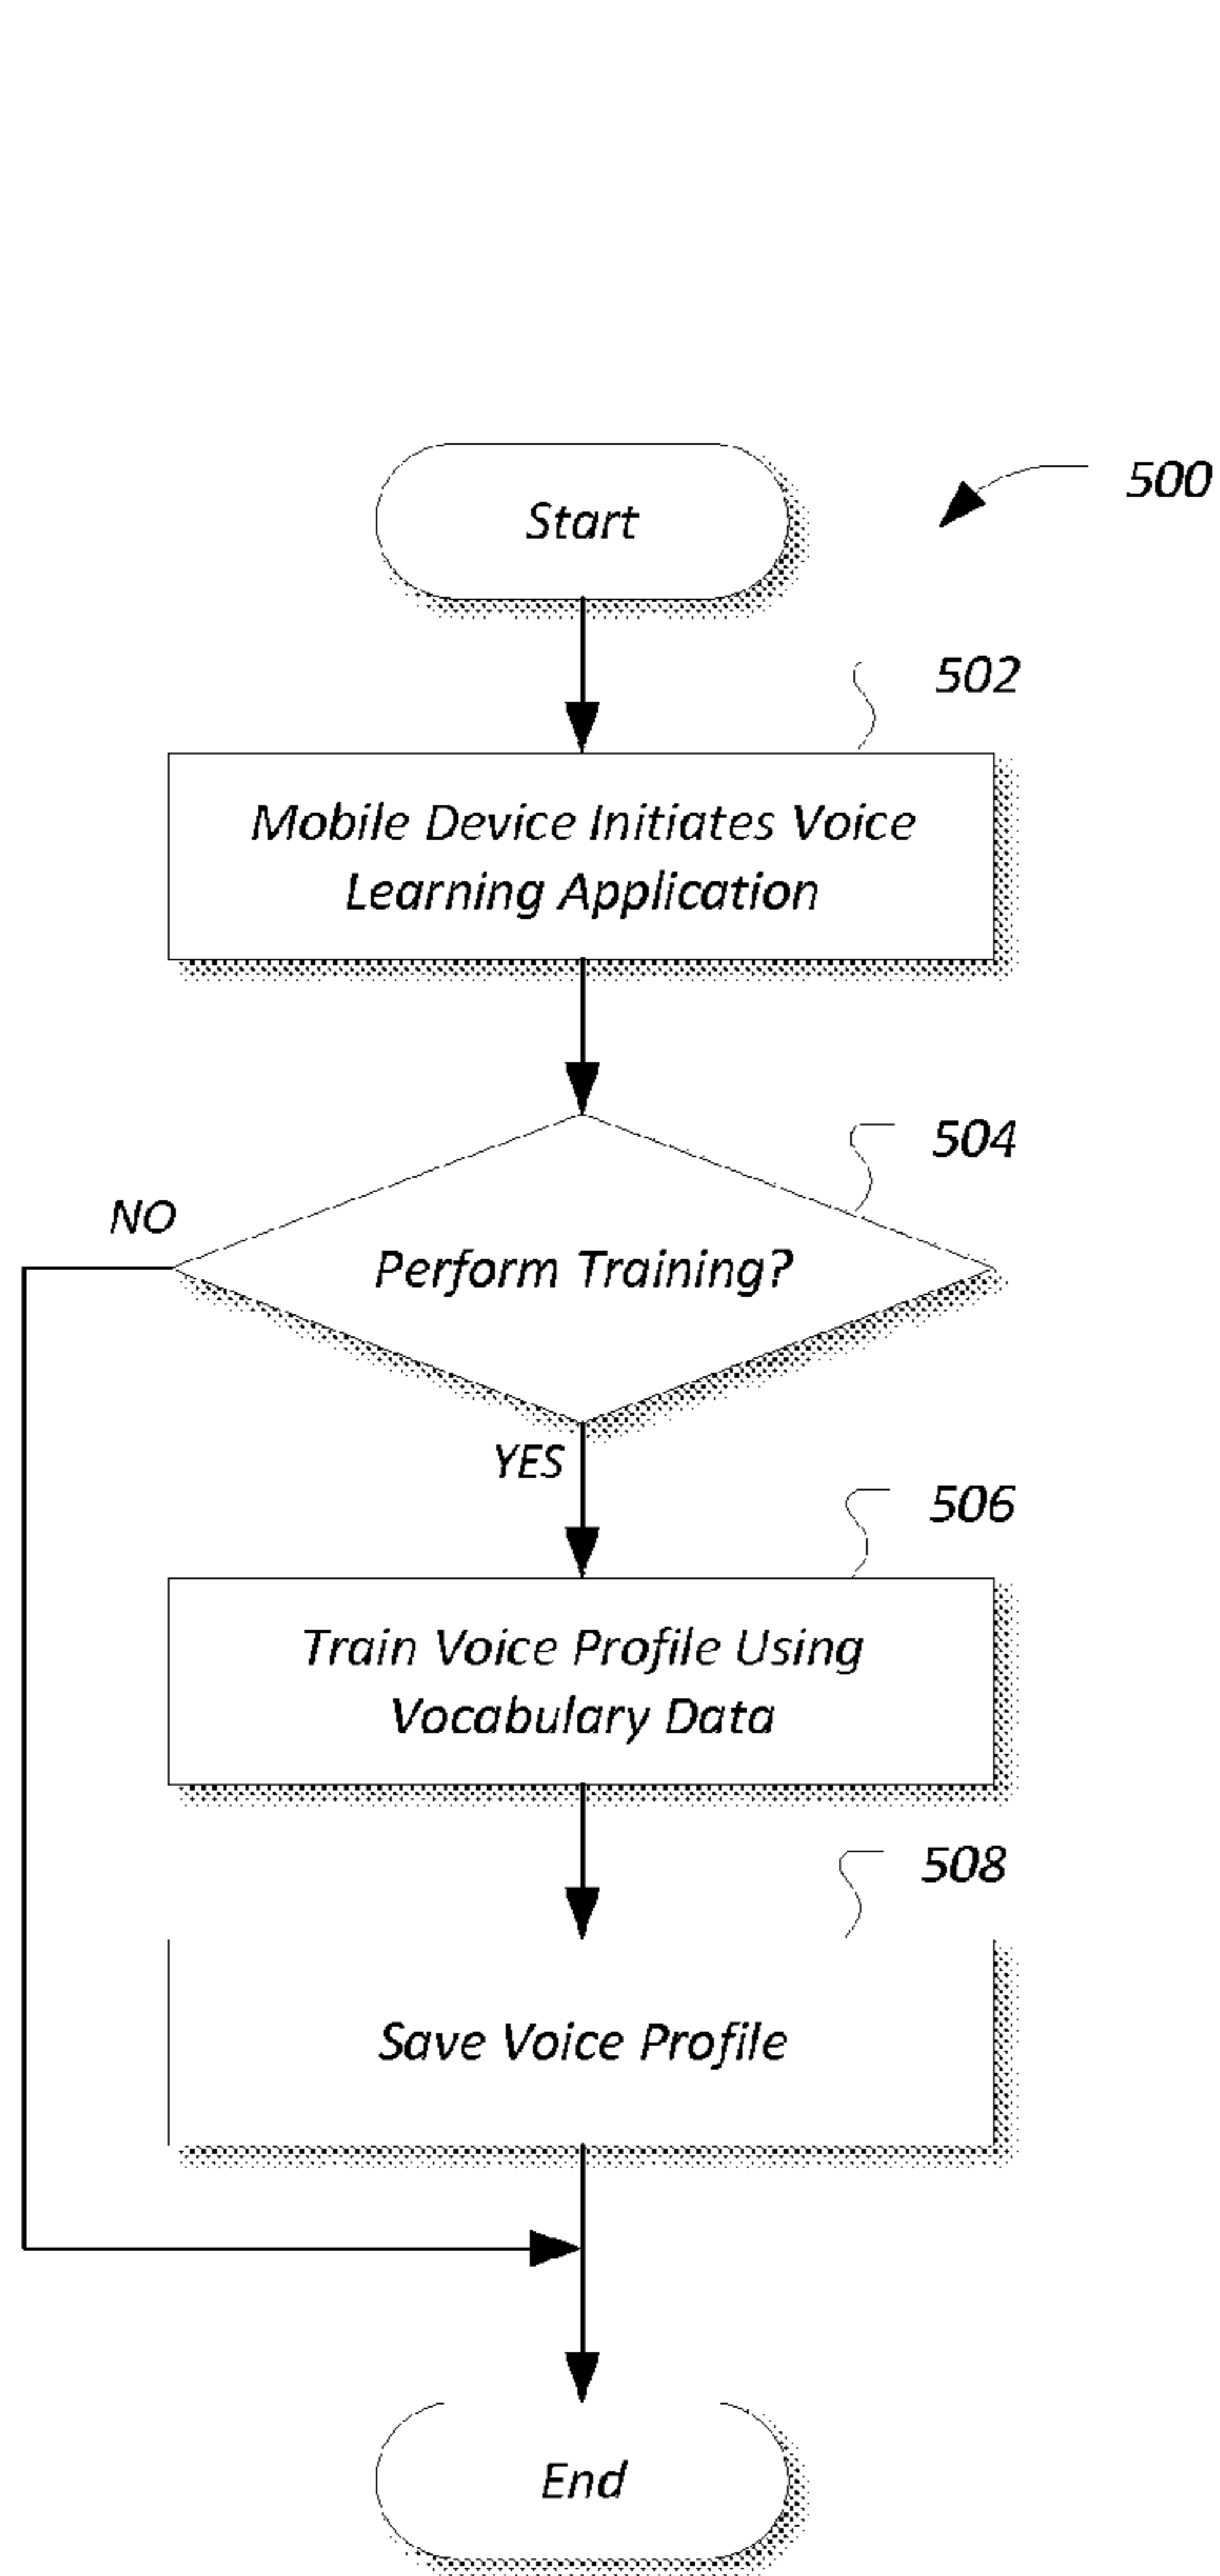 Start
500
502
Mobile Device Initiates Voice
Learning Application
504
NO
Perform Training?
YES
506
Train Voice Profile Using
Vocabulary Data
508
Save Voice Profile
End